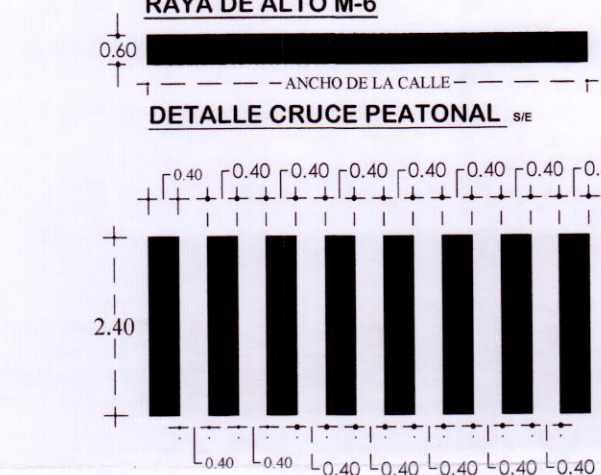 RAYA DE ALTO M-6
0.60
ANCHO DE LA CALLE
DETALLE CRUCE PEATONAL S/E
0.40 0.40 0.40 0.40 0.40 0.40 0.40 0.
2.40
0.40 0.40 0.40 0.40 0.40 0.40 0.40